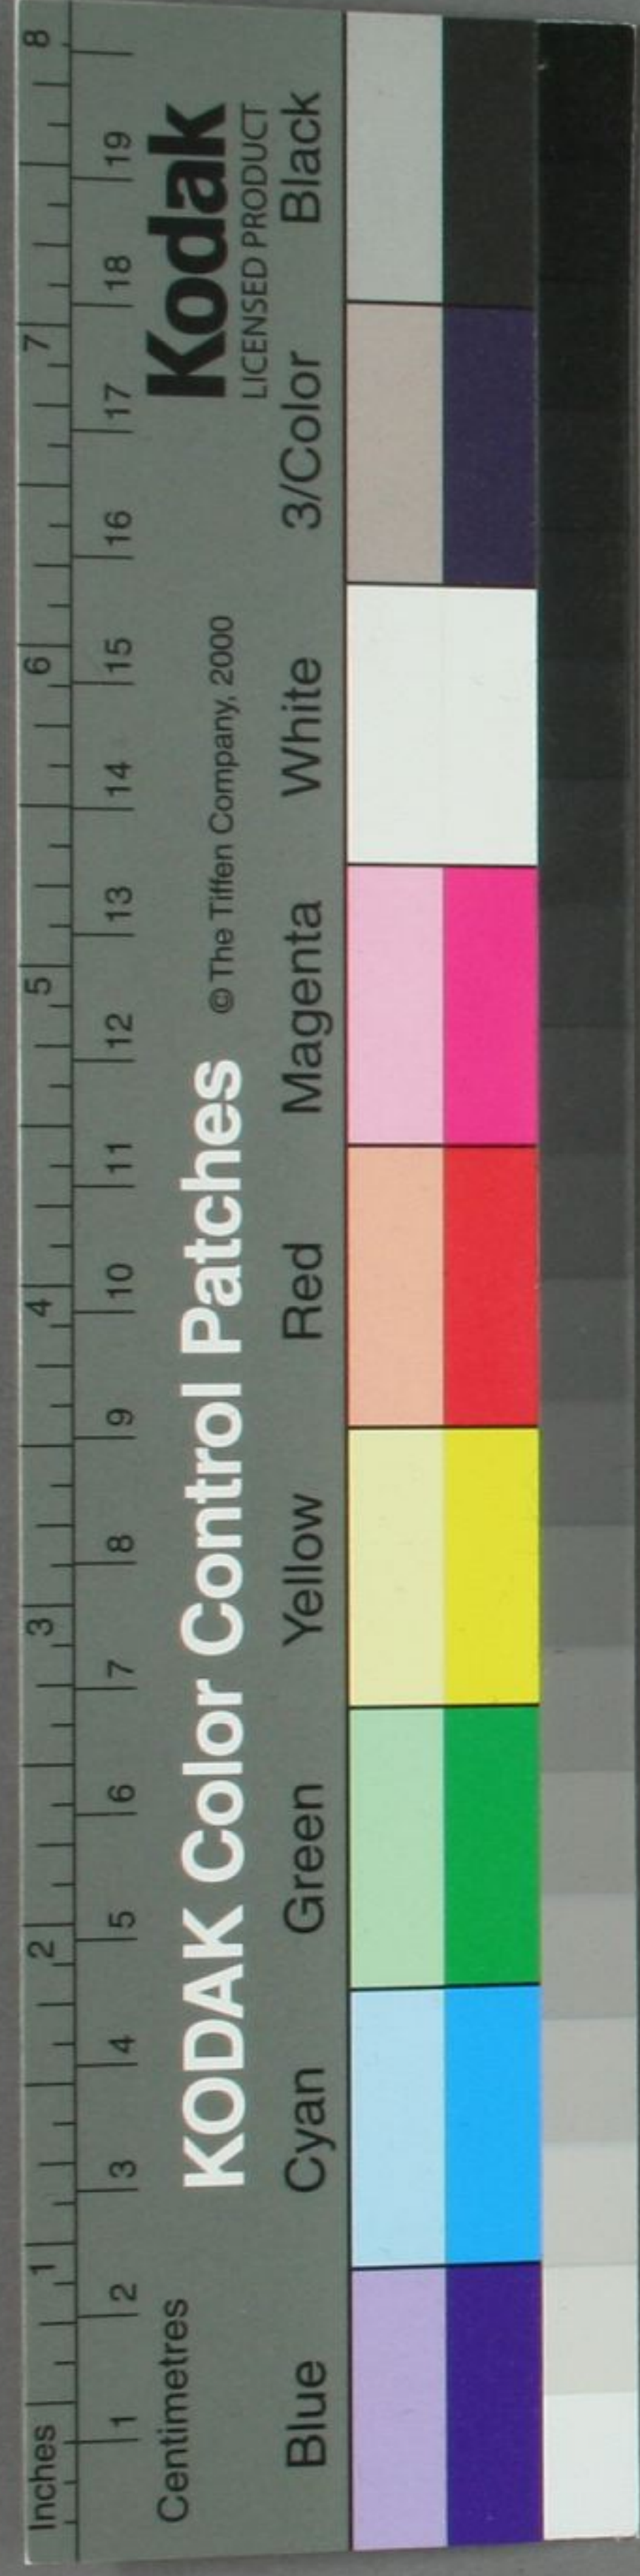 Inches 1 2 3 4 5 6 7 8
Centimetres 1 2 3 4 5 6 7 8 9 10 11 12 13 14 15 16 17 18 19
KODAK Color Control Patches © The Tiffen Company, 2000 Kodak
LICENSED PRODUCT
Blue Cyan Green Yellow Red Magenta White 3/Color Black